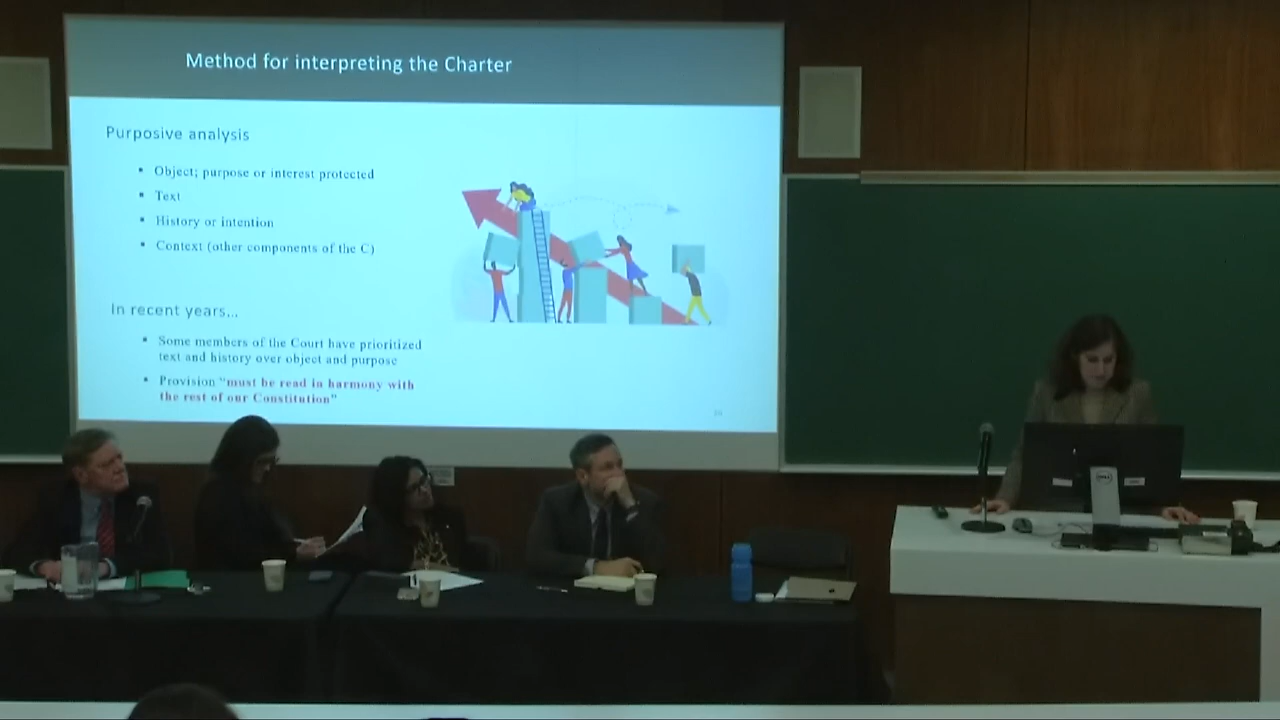 Method for interpreting the Charter
Purposive analysis
▪ Object; purpose or interest protected
▪ Text
▪ History or intention
▪ Context (other components of the C)
In recent years...
▪ Some members of the Court have prioritized
text and history over object and purpose
▪ Provision "must be read in harmony with
the rest of our Constitution"
DELL